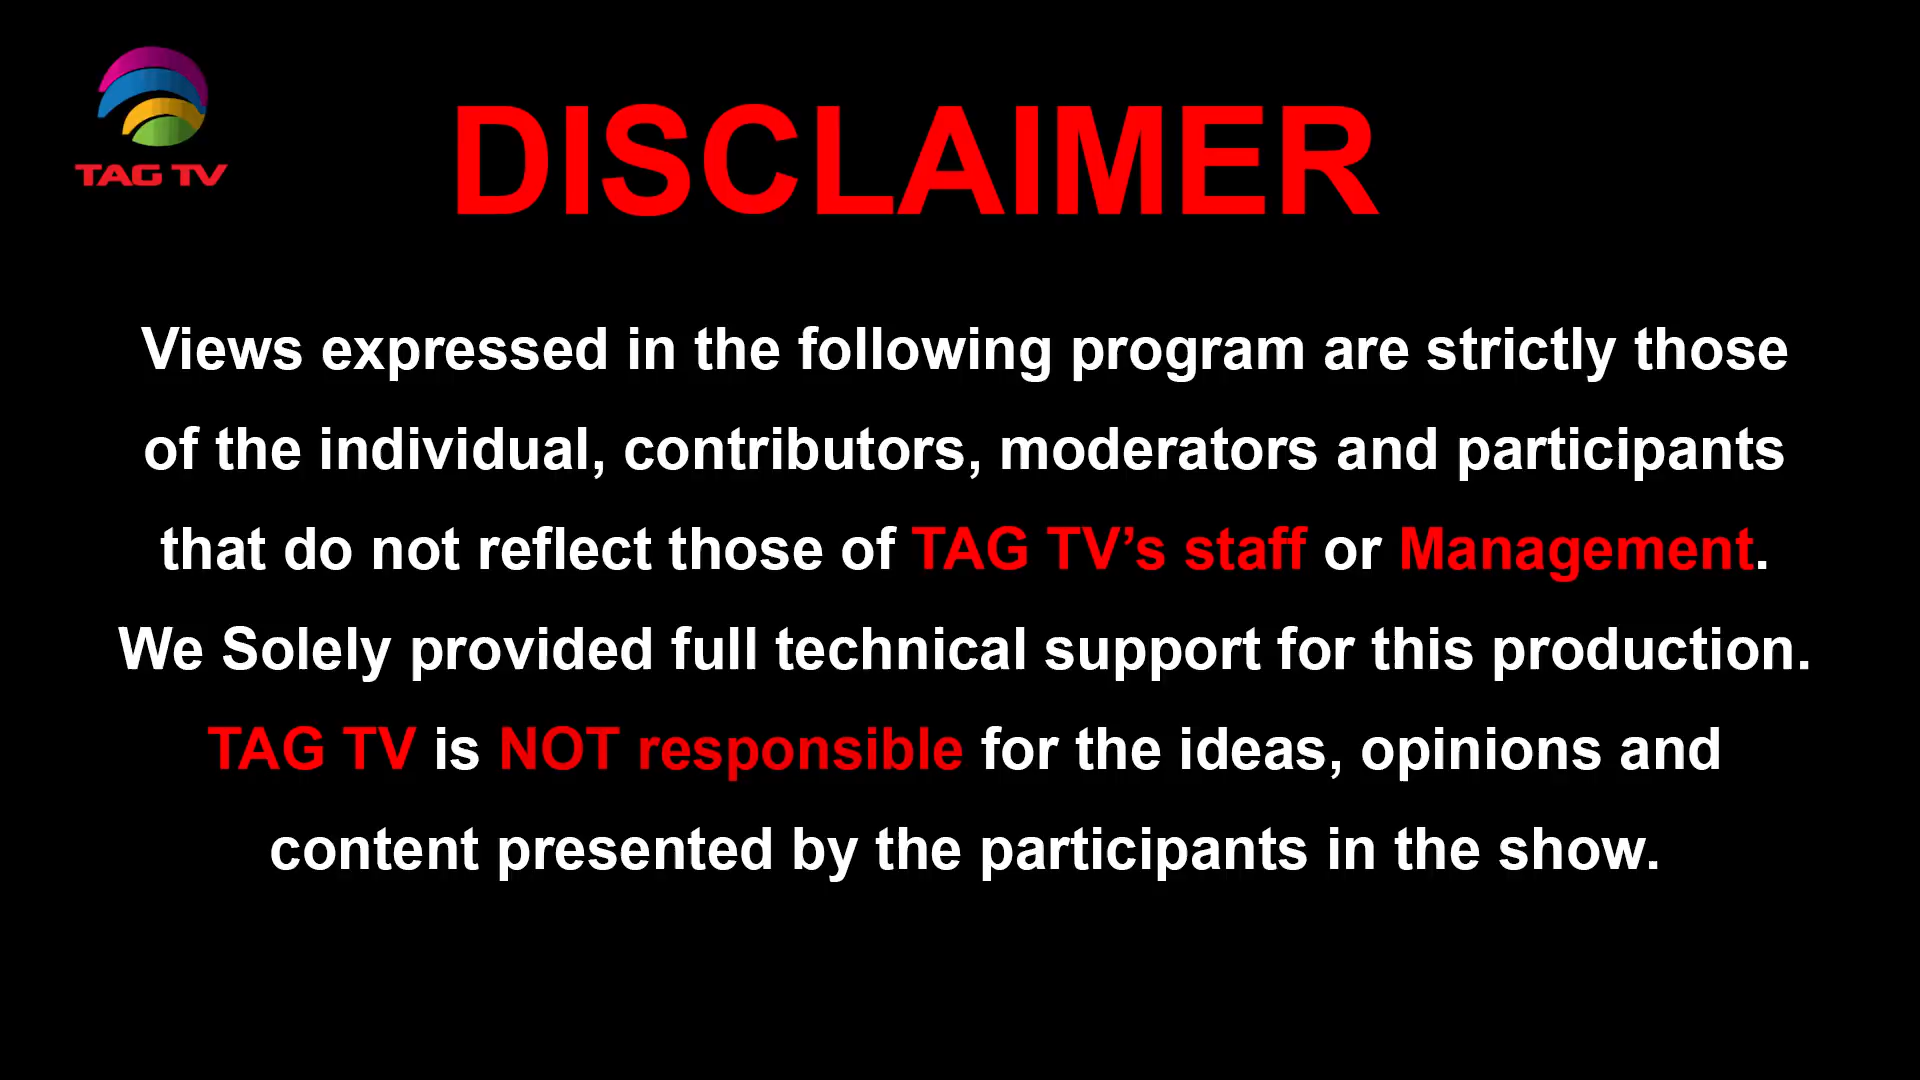 TAG TV
DISCLAIMER
Views expressed in the following program are strictly those
of the individual, contributors, moderators and participants
that do not reflect those of TAG TV’s staff or Management.
We Solely provided full technical support for this production.
TAG TV is NOT responsible for the ideas, opinions and
content presented by the participants in the show.